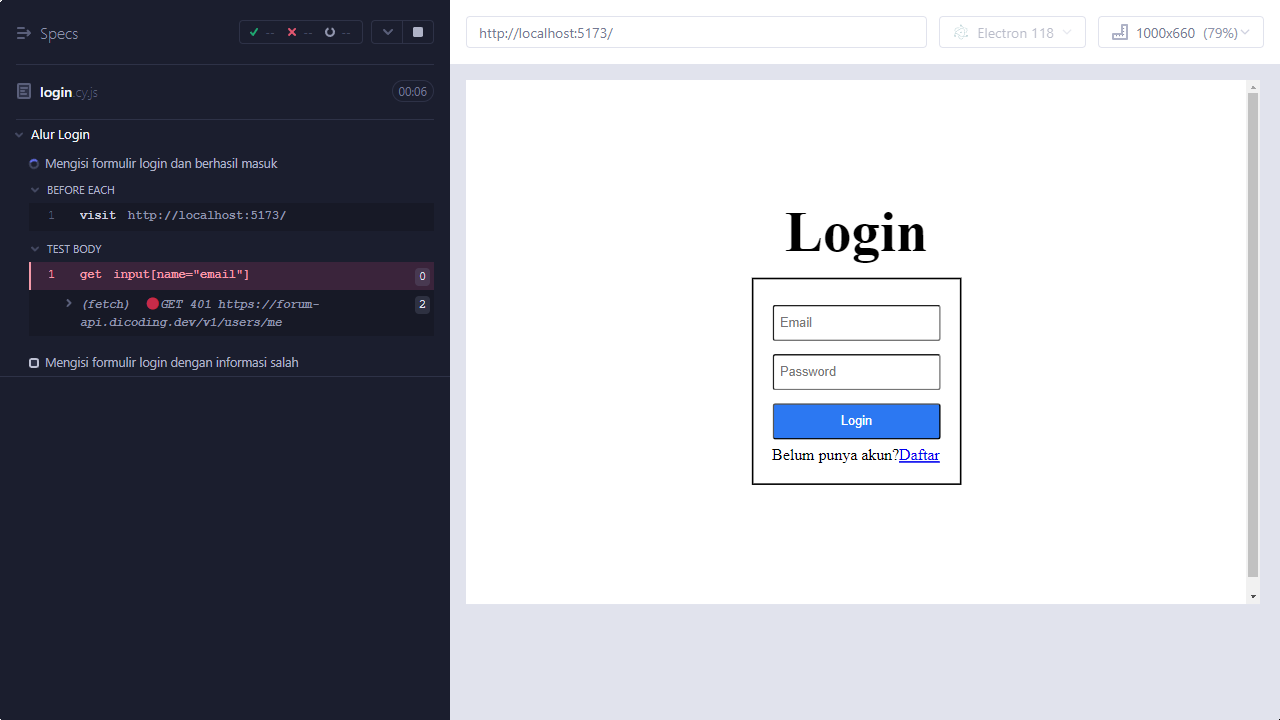 Specs
-- -- --
login.cy.js
00:06
Alur Login
Mengisi formulir login dan berhasil masuk
BEFORE EACH
1 visit http://localhost:5173/
TEST BODY
1 get input[name="email"] 0
(fetch) GET 401 https://forum-
api.dicoding.dev/v1/users/me
2
Mengisi formulir login dengan informasi salah
http://localhost:5173/
Electron 118
1000x660 (79%)
Login
Email
Password
Login
Belum punya akun?Daftar